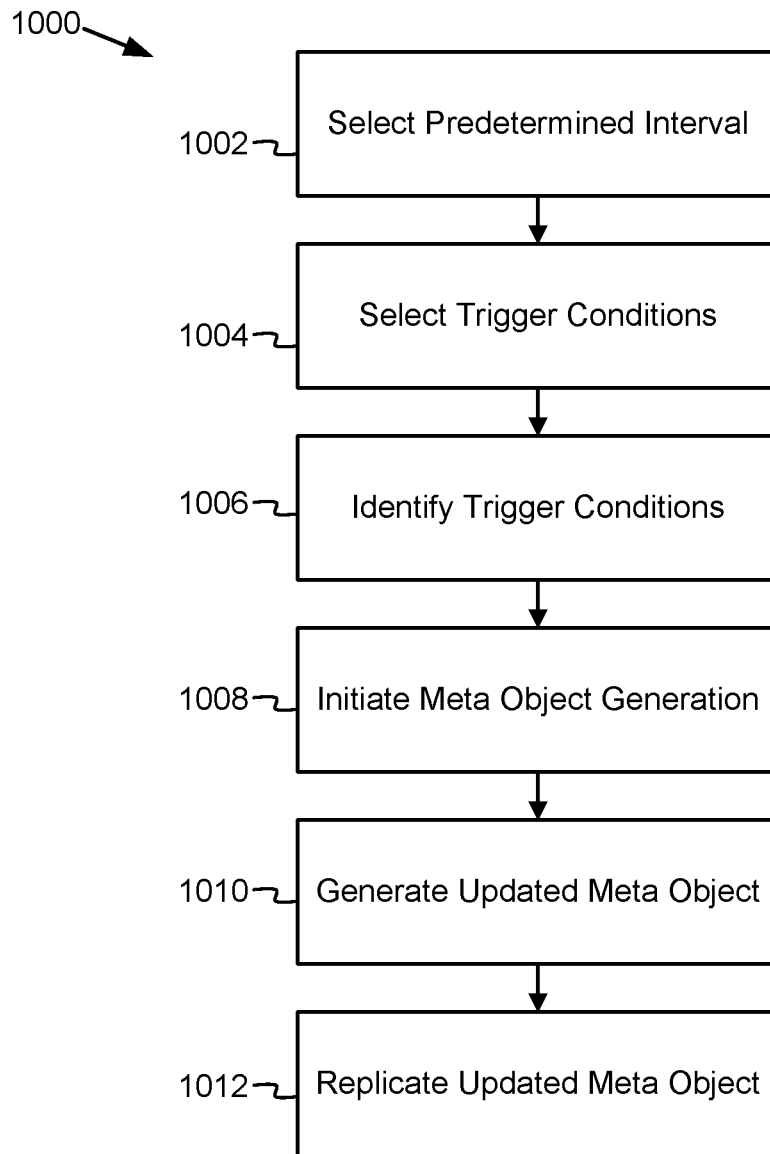 1000
Select Predetermined Interval
1002
Select Trigger Conditions
1004
Identify Trigger Conditions
1006
Initiate Meta Object Generation
1008
Generate Updated Meta Object
1010
Replicate Updated Meta Object
1012